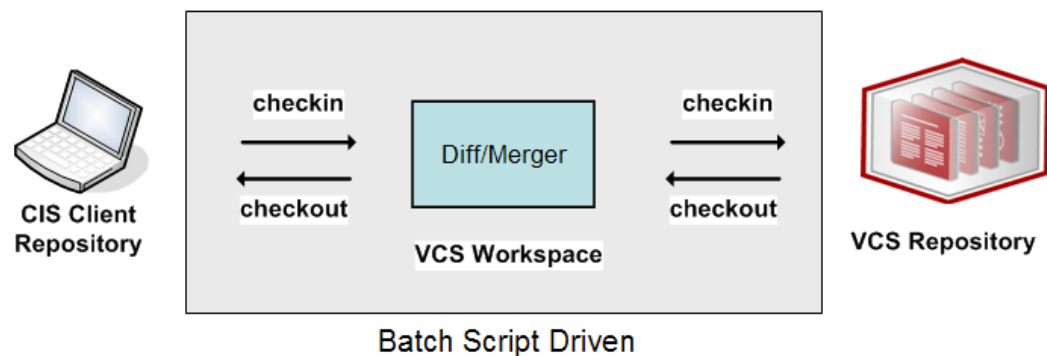 checkin
checkin
Diff/Merger
checkout
checkout
CIS Client
Repository
VCS Workspace
VCS Repository
Batch Script Driven